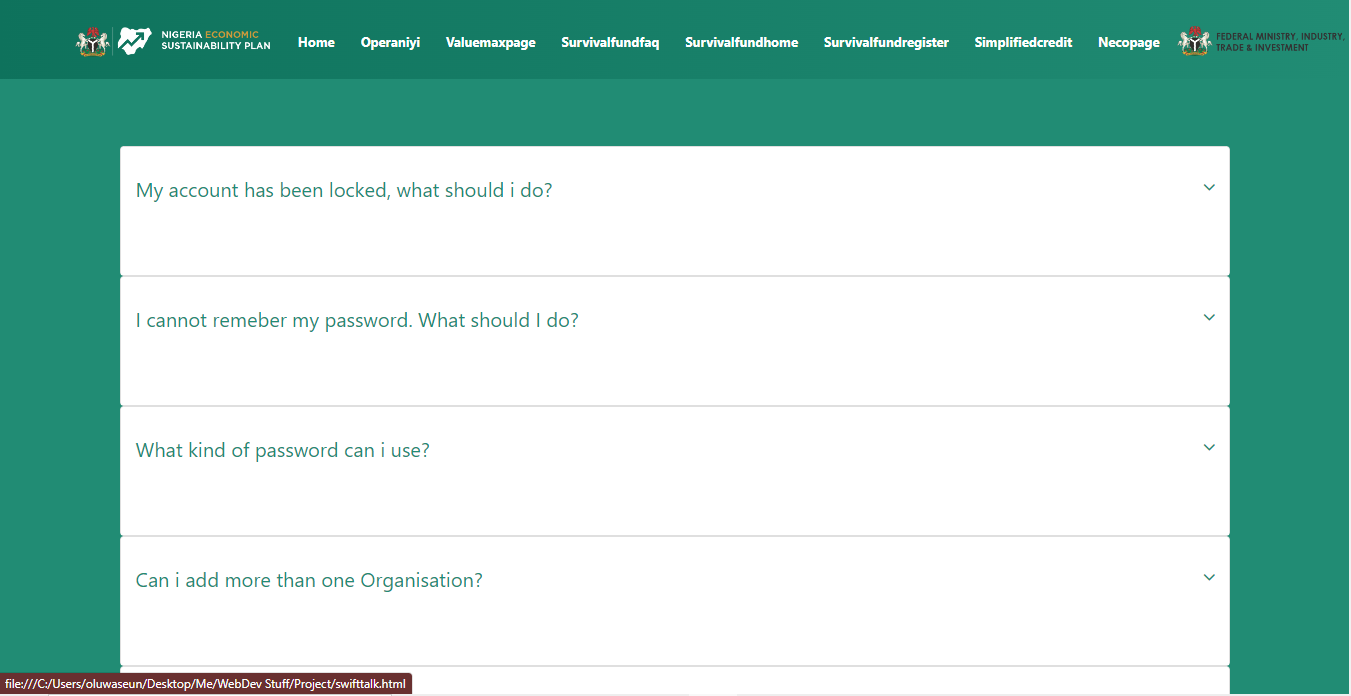 NIGERIA ECONOMIC
SUSTAINABILITY PLAN
Home Operaniyi Valuemaxpage Survivalfundfaq Survivalfundhome Survivalfundregister Simplifiedcredit Necopage
FEDERAL MINISTRY, INDUSTRY,
TRADE & INVESTMENT
My account has been locked, what should i do?
I cannot remeber my password. What should I do?
What kind of password can i use?
Can i add more than one Organisation?
file:///C:/Users/oluwaseun/Desktop/Me/WebDev Stuff/Project/swifttalk.html